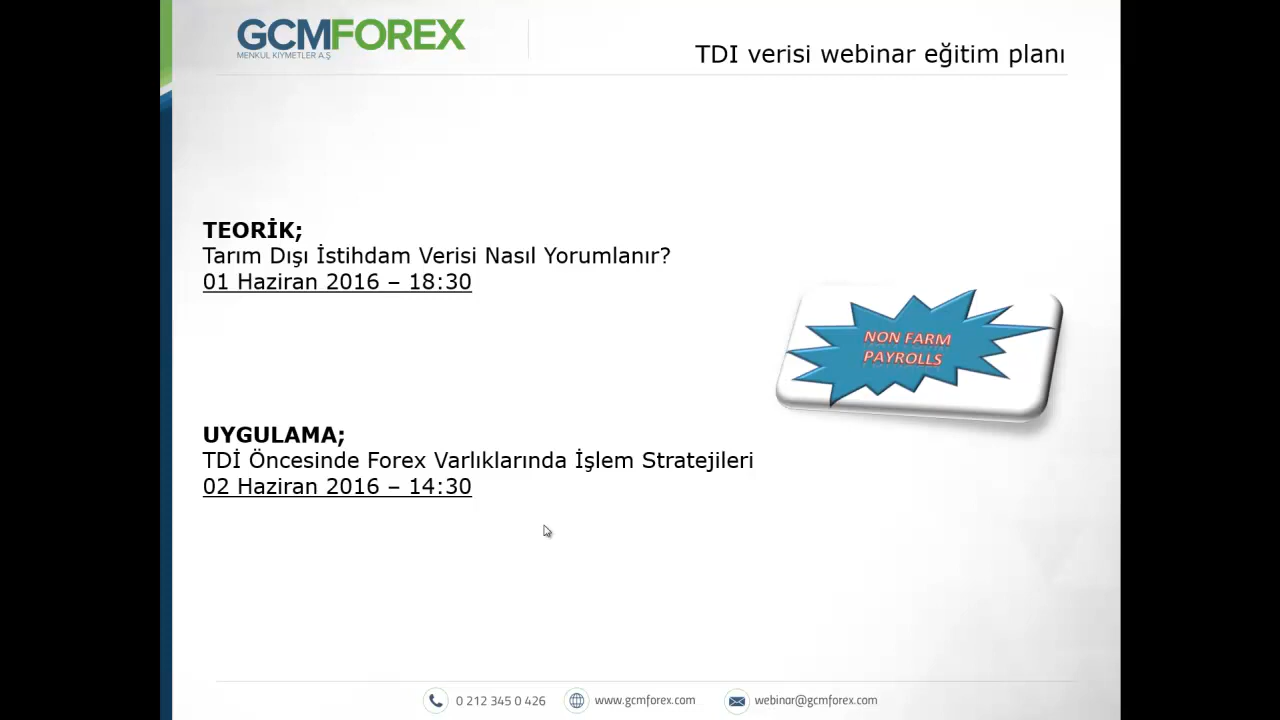 GCMFOREX
MENKUL KIYMETLER A.Ş
TDI verisi webinar eğitim planı
TEORİK;
Tarım Dışı İstihdam Verisi Nasıl Yorumlanır?
01 Haziran 2016 – 18:30
NON FARM
PAYROLLS
UYGULAMA;
TDİ Öncesinde Forex Varlıklarında İşlem Stratejileri
02 Haziran 2016 – 14:30
0 212 345 0 426
www.gcmforex.com
webinar@gcmforex.com